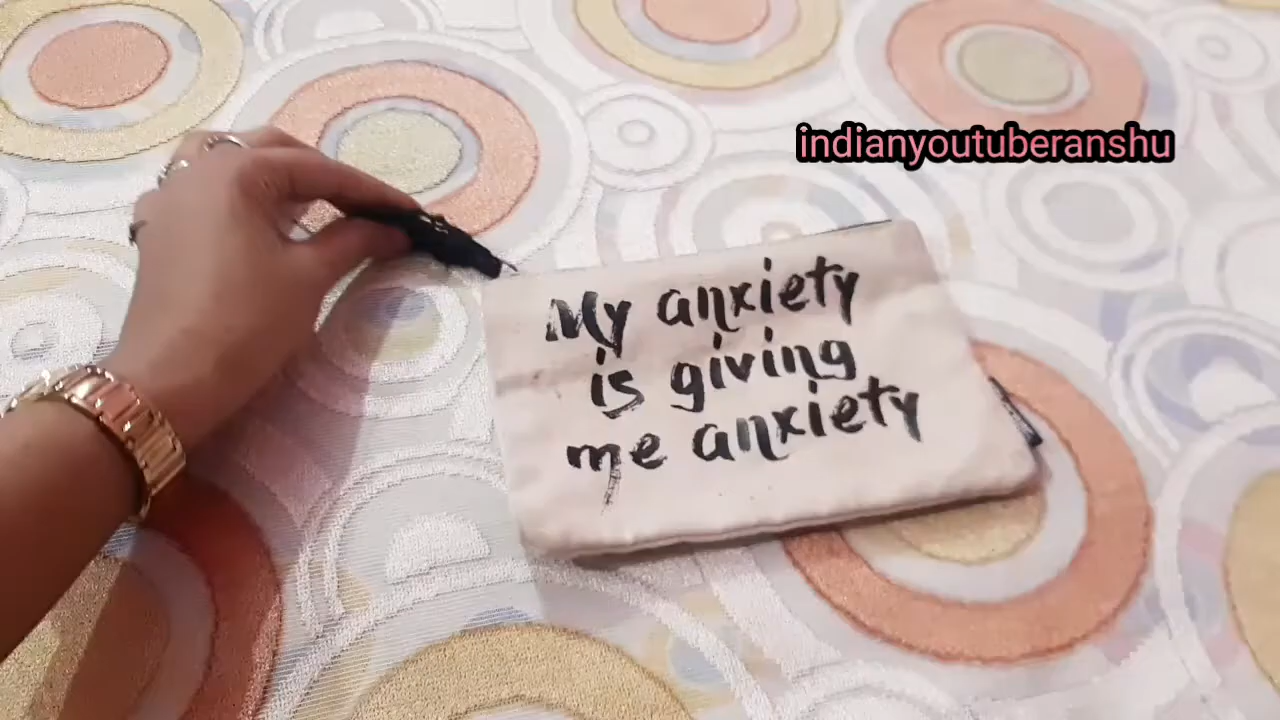 indianyoutuberanshu
My anxiety
is giving
me anxiety